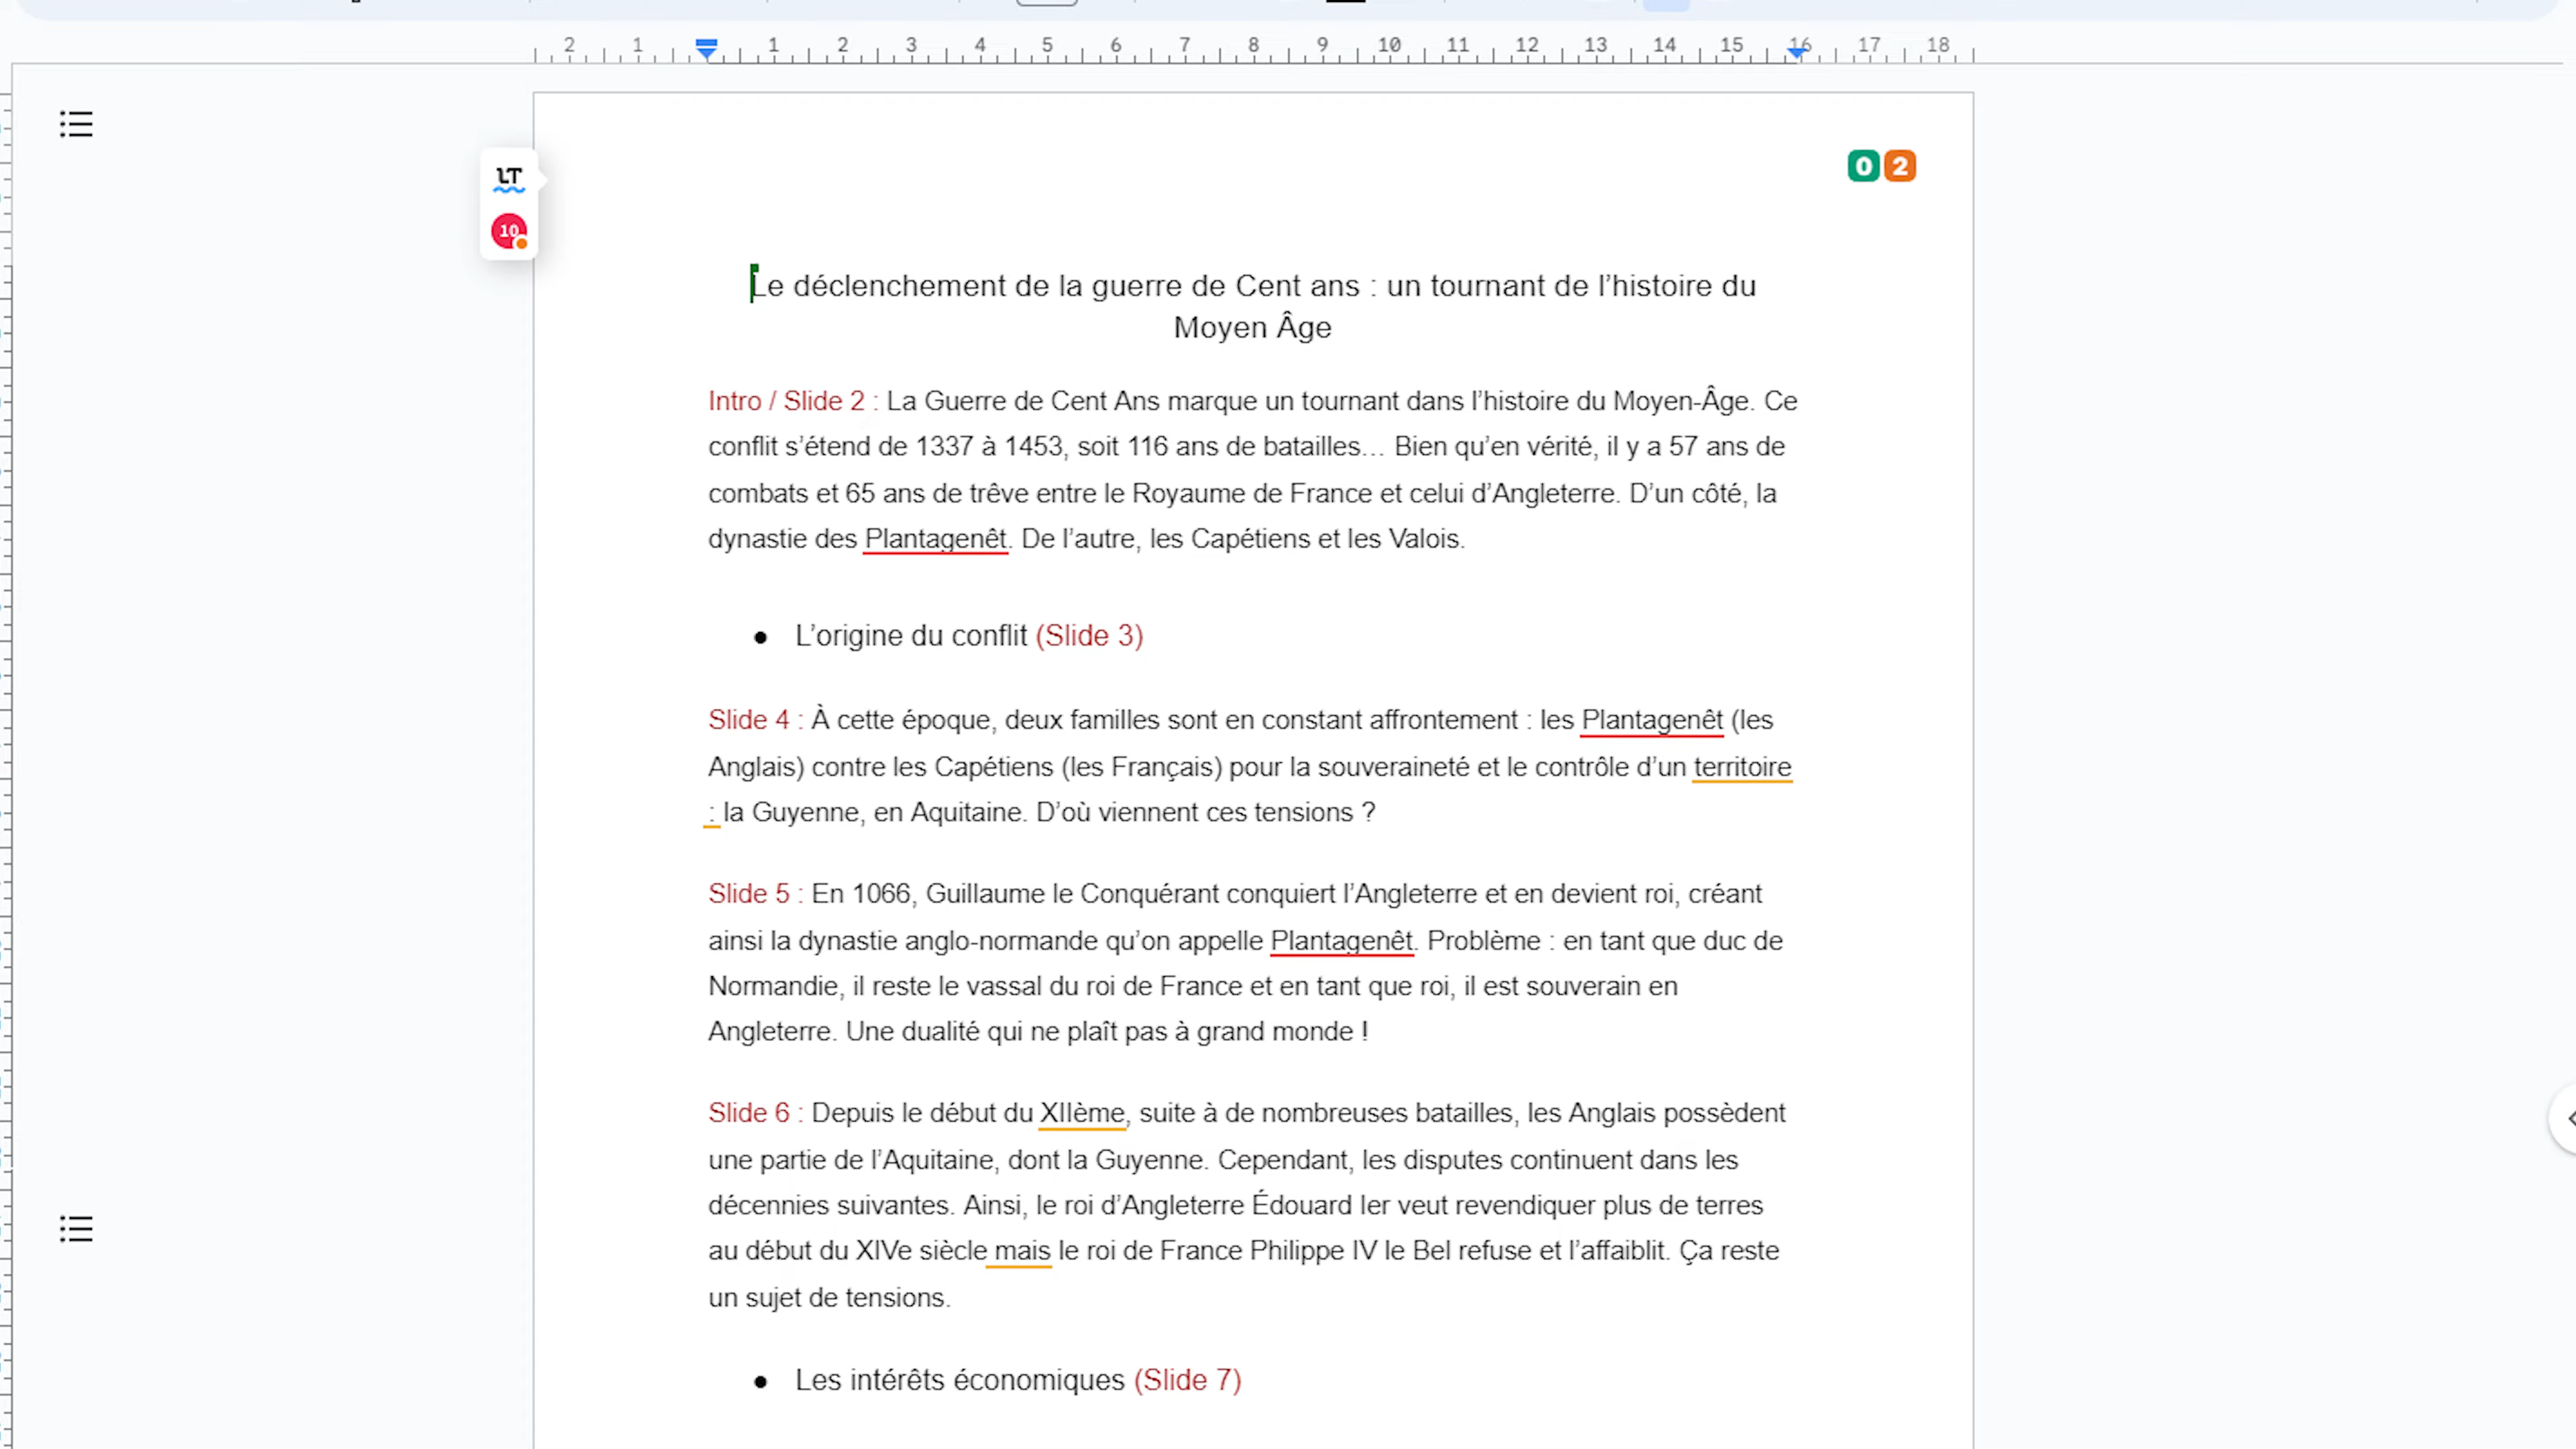 2 1 1 2 3 4 5 6 7 8 9 10 11 12 13 14 15 16 17 18
LT
10
0 2
Le déclenchement de la guerre de Cent ans : un tournant de l’histoire du
Moyen Âge
Intro / Slide 2 : La Guerre de Cent Ans marque un tournant dans l’histoire du Moyen-Âge. Ce
conflit s’étend de 1337 à 1453, soit 116 ans de batailles… Bien qu’en vérité, il y a 57 ans de
combats et 65 ans de trêve entre le Royaume de France et celui d’Angleterre. D’un côté, la
dynastie des Plantagenêt. De l’autre, les Capétiens et les Valois.
● L’origine du conflit (Slide 3)
Slide 4 : À cette époque, deux familles sont en constant affrontement : les Plantagenêt (les
Anglais) contre les Capétiens (les Français) pour la souveraineté et le contrôle d’un territoire
: la Guyenne, en Aquitaine. D’où viennent ces tensions ?
Slide 5 : En 1066, Guillaume le Conquérant conquiert l’Angleterre et en devient roi, créant
ainsi la dynastie anglo-normande qu’on appelle Plantagenêt. Problème : en tant que duc de
Normandie, il reste le vassal du roi de France et en tant que roi, il est souverain en
Angleterre. Une dualité qui ne plaît pas à grand monde !
Slide 6 : Depuis le début du XIIème, suite à de nombreuses batailles, les Anglais possèdent
une partie de l’Aquitaine, dont la Guyenne. Cependant, les disputes continuent dans les
décennies suivantes. Ainsi, le roi d’Angleterre Édouard Ier veut revendiquer plus de terres
au début du XIVe siècle mais le roi de France Philippe IV le Bel refuse et l’affaiblit. Ça reste
un sujet de tensions.
● Les intérêts économiques (Slide 7)